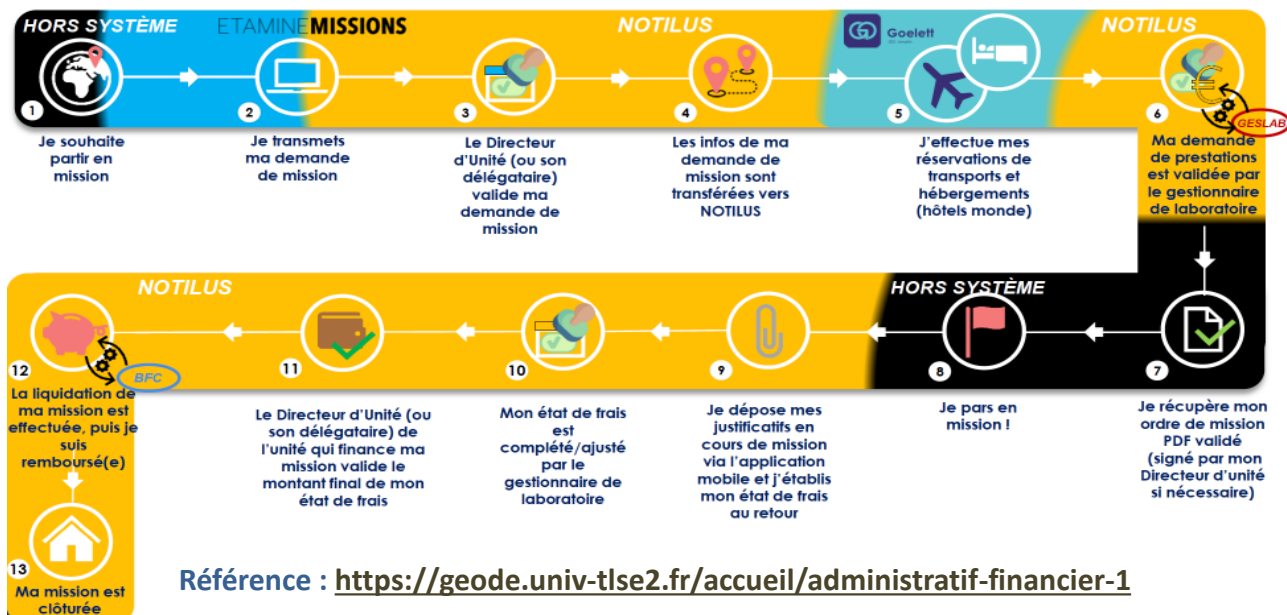 HORS SYSTÈME
ETAMINEMISSIONS
NOTILUS
Goelett
NOTILUS
1
2
3
4
5
6
GESLAB
Je souhaite
partir en
mission
Je transmets
ma demande
de mission
Le Directeur
d'Unité (ou son
délégataire)
valide ma
demande de
mission
Les infos de ma
demande de
mission sont
transférées vers
NOTILUS
J'effectue mes
réservations de
transports et
hébergements
(hôtels monde)
Ma demande
de prestations
est validée par
le gestionnaire
de laboratoire
NOTILUS
HORS SYSTÈME
12
BFC
11
10
9
8
7
La liquidation de
ma mission est
effectuée, puis je
suis
remboursé(e)
Le Directeur d'Unité (ou
son délégataire) de
l'unité qui finance ma
mission valide le
montant final de mon
état de frais
Mon état de frais
est
complété/ajusté
par le
gestionnaire de
laboratoire
Je dépose mes
justificatifs en
cours de mission
via l'application
mobile et j'établis
mon état de frais
au retour
Je pars en
mission !
Je récupère mon
ordre de mission
PDF validé
(signé par mon
Directeur d'unité
si nécessaire)
13
Ma mission est
clôturée
Référence : https://geode.univ-tlse2.fr/accueil/administratif-financier-1